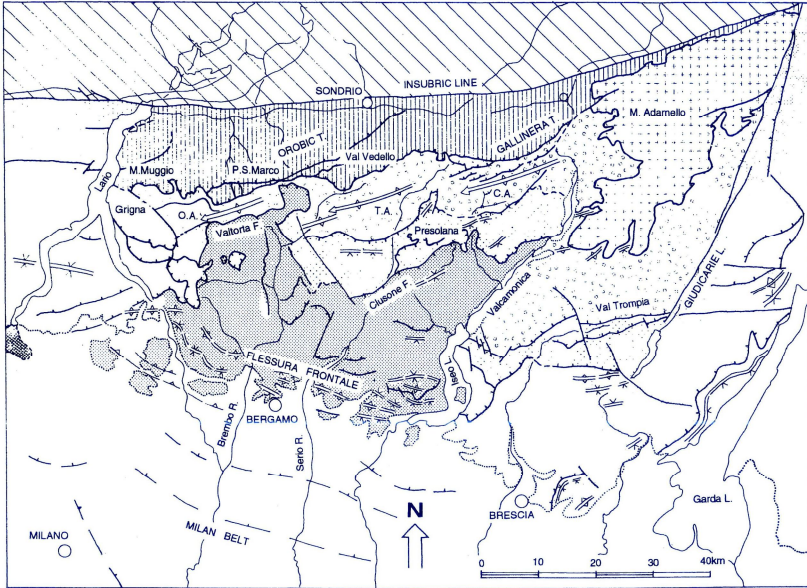 SONDRIO
INSUBRIC LINE
M. Adamello
GALLINERA T.
OROBIC T.
Val Vedello
M.Muggio
P.S.Marco
Lario
Grigna
O.A.
T.A.
C.A.
Valtorta F.
Presolana
Clusone F.
Valcamonica
GIUDICARIE L.
Val Trompia
FLESSURA FRONTALE
Iseo L.
BERGAMO
Brembo R.
Serio R.
N
BRESCIA
Garda L.
MILAN BELT
MILANO
0 10 20 30 40km